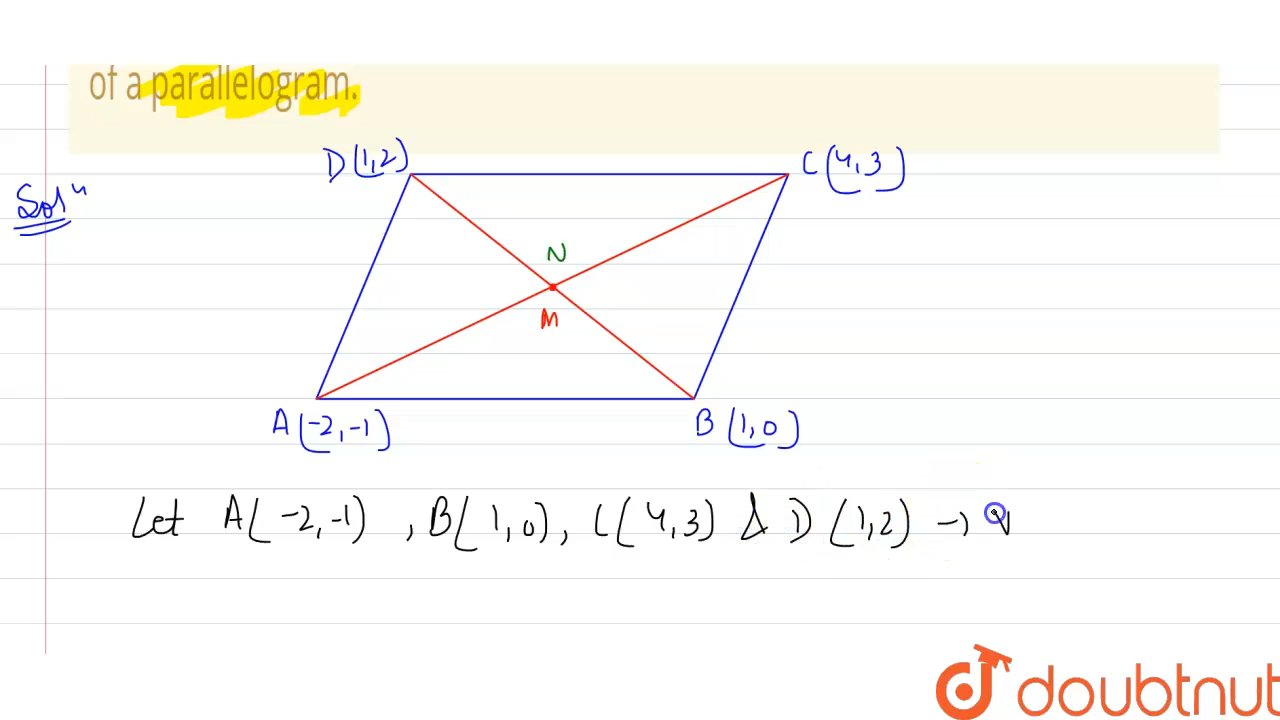 of a parallelogram.
D(1,2)
C(4,3)
Solⁿ
N
M
A(-2,-1)
B(1,0)
Let A(-2,-1), B(1,0), C(4,3) & D(1,2) →
doubtnut